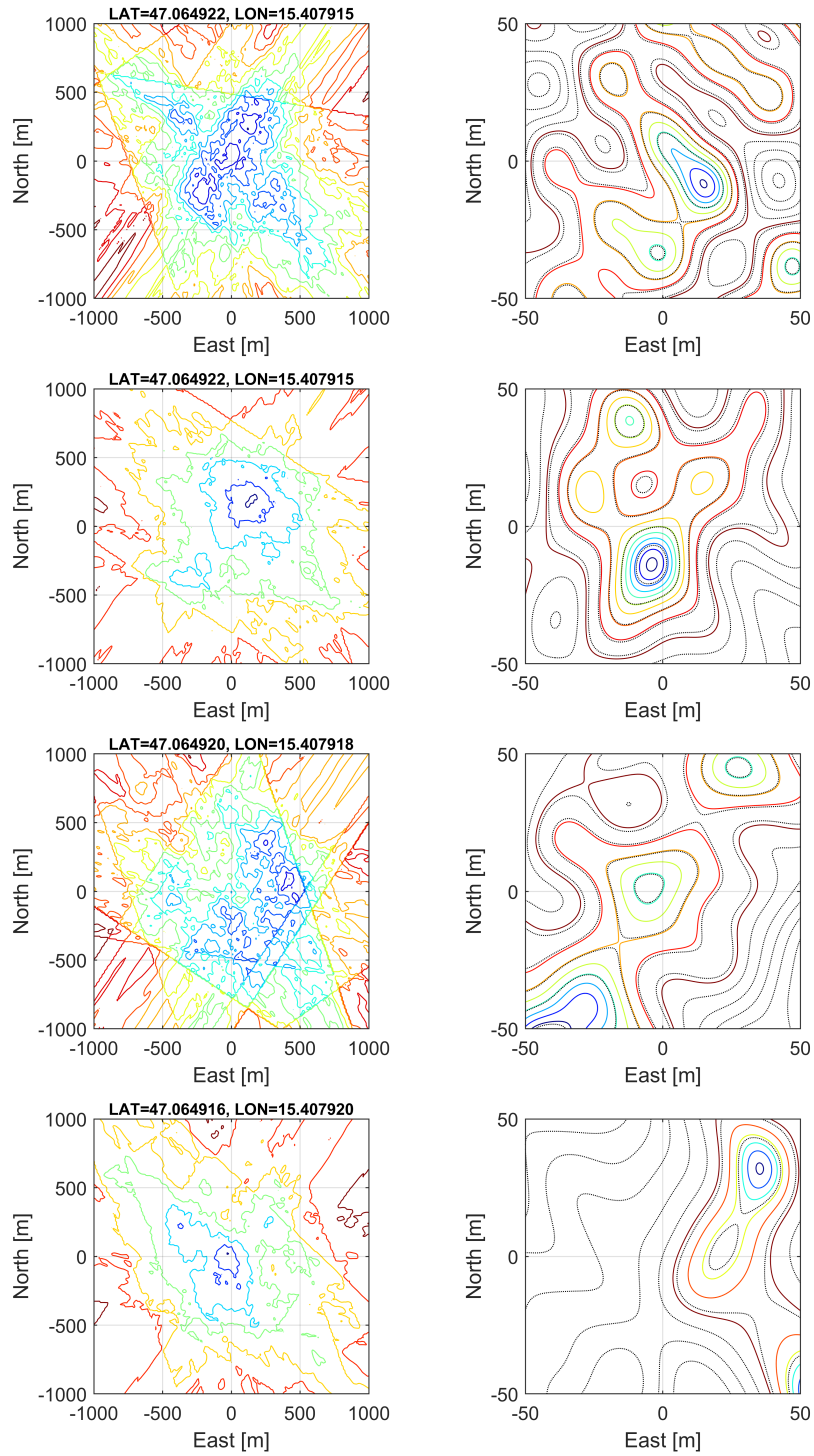 LAT=47.064922, LON=15.407915
1000
500
0
-500
-1000
North [m]
-1000 -500 0 500 1000
East [m]
50
0
-50
North [m]
-50 0 50
East [m]
LAT=47.064922, LON=15.407915
1000
500
0
-500
-1000
North [m]
-1000 -500 0 500 1000
East [m]
50
0
-50
North [m]
-50 0 50
East [m]
LAT=47.064920, LON=15.407918
1000
500
0
-500
-1000
North [m]
-1000 -500 0 500 1000
East [m]
50
0
-50
North [m]
-50 0 50
East [m]
LAT=47.064916, LON=15.407920
1000
500
0
-500
-1000
North [m]
-1000 -500 0 500 1000
East [m]
50
0
-50
North [m]
-50 0 50
East [m]